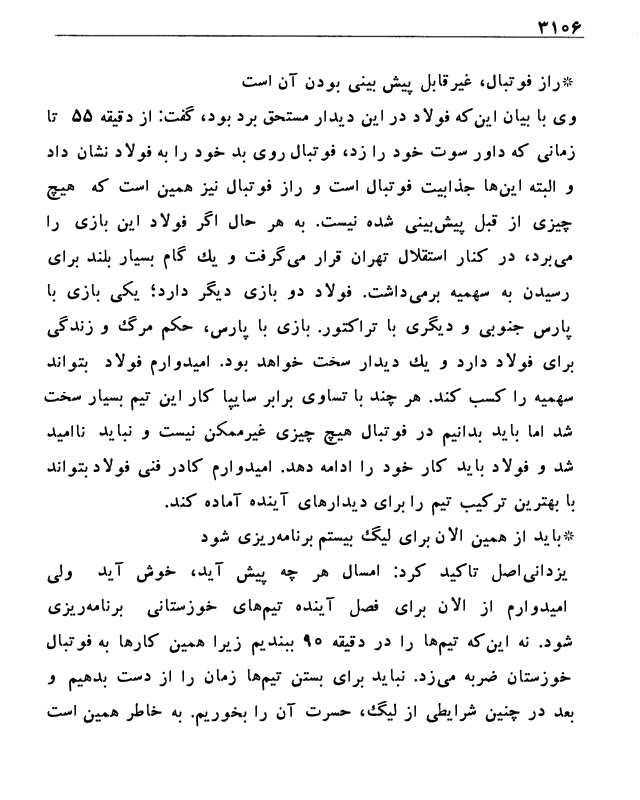 ۳۱۰۶
*راز فوتبال، غیرقابل پیش بینی بودن آن است
وی با بیان این‌که فولاد در این دیدار مستحق برد بود، گفت: از دقیقه ۵۵ تا
زمانی که داور سوت خود را زد، فوتبال روی بد خود را به فولاد نشان داد
و البته این‌ها جذابیت فوتبال است و راز فوتبال نیز همین است که هیچ
چیزی از قبل پیش‌بینی شده نیست. به هر حال اگر فولاد این بازی را
می‌برد، در کنار استقلال تهران قرار می‌گرفت و یك گام بسیار بلند برای
رسیدن به سهمیه برمی‌داشت. فولاد دو بازی دیگر دارد؛ یکی بازی با
پارس جنوبی و دیگری با تراکتور. بازی با پارس، حکم مرگ و زندگی
برای فولاد دارد و یك دیدار سخت خواهد بود. امیدوارم فولاد بتواند
سهمیه را کسب کند. هر چند با تساوی برابر سایپا کار این تیم بسیار سخت
شد اما باید بدانیم در فوتبال هیچ چیزی غیرممکن نیست و نباید ناامید
شد و فولاد باید کار خود را ادامه دهد. امیدوارم کادر فنی فولاد بتواند
با بهترین ترکیب تیم را برای دیدارهای آینده آماده کند.
*باید از همین الان برای لیگ بیستم برنامه‌ریزی شود
یزدانی‌اصل تاکید کرد: امسال هر چه پیش آید، خوش آید ولی
امیدوارم از الان برای فصل آینده تیم‌های خوزستانی برنامه‌ریزی
شود. نه این‌که تیم‌ها را در دقیقه ۹۰ ببندیم زیرا همین کارها به فوتبال
خوزستان ضربه می‌زد. نباید برای بستن تیم‌ها زمان را از دست بدهیم و
بعد در چنین شرایطی از لیگ، حسرت آن را بخوریم. به خاطر همین است